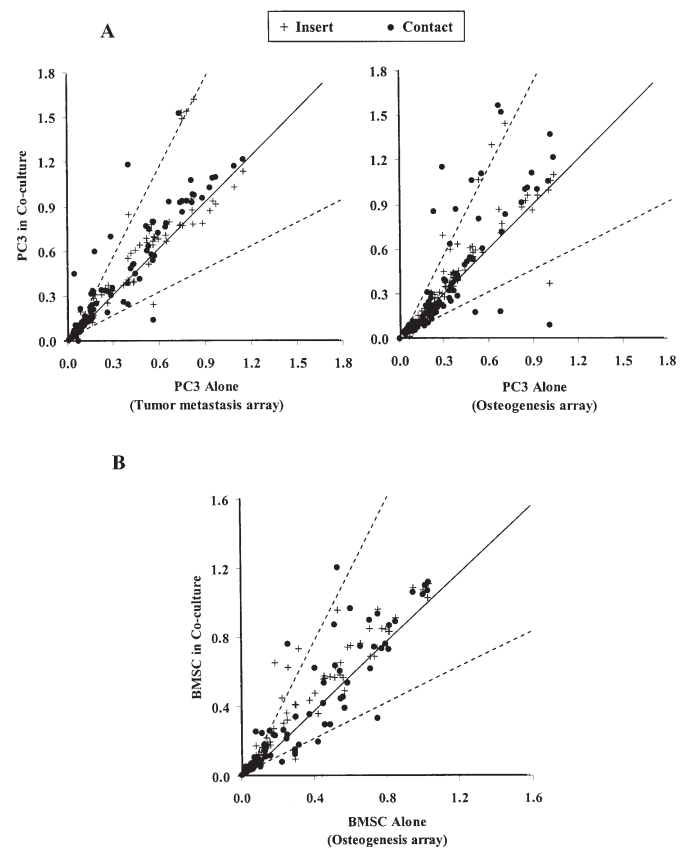 A
+ Insert ● Contact
PC3 in Co-culture
1.8
1.5
1.2
0.9
0.6
0.3
0.0
0.0 0.3 0.6 0.9 1.2 1.5 1.8
PC3 Alone
(Tumor metastasis array)
1.8
1.5
1.2
0.9
0.6
0.3
0.0
0.0 0.3 0.6 0.9 1.2 1.5 1.8
PC3 Alone
(Osteogenesis array)
B
BMSC in Co-culture
1.6
1.2
0.8
0.4
0.0
0.0 0.4 0.8 1.2 1.6
BMSC Alone
(Osteogenesis array)